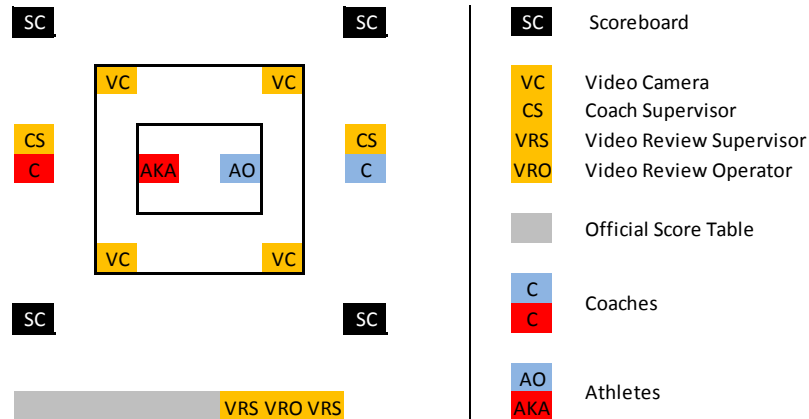 SC SC SC Scoreboard
VC VC VC Video Camera
CS Coach Supervisor
CS CS VRS Video Review Supervisor
C AKA AO C VRO Video Review Operator
Official Score Table
VC VC
C
Coaches
SC SC C
AO
Athletes
VRS VRO VRS AKA